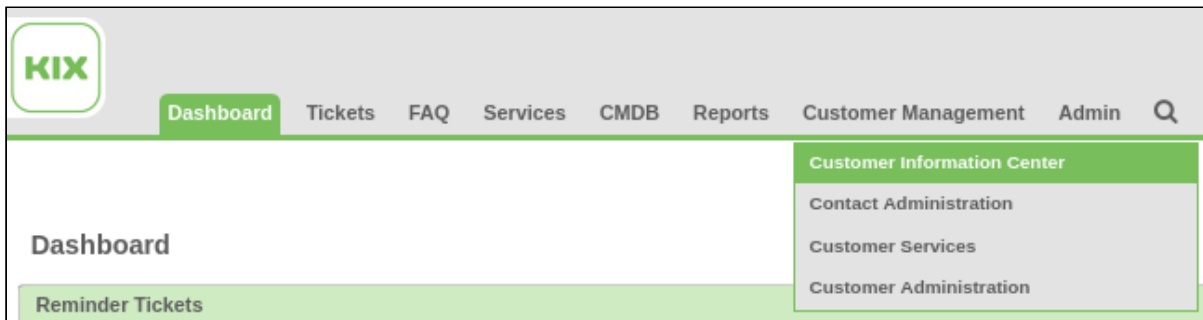 KIX
Dashboard Tickets FAQ Services CMDB Reports Customer Management Admin
Customer Information Center
Contact Administration
Customer Services
Customer Administration
Dashboard
Reminder Tickets